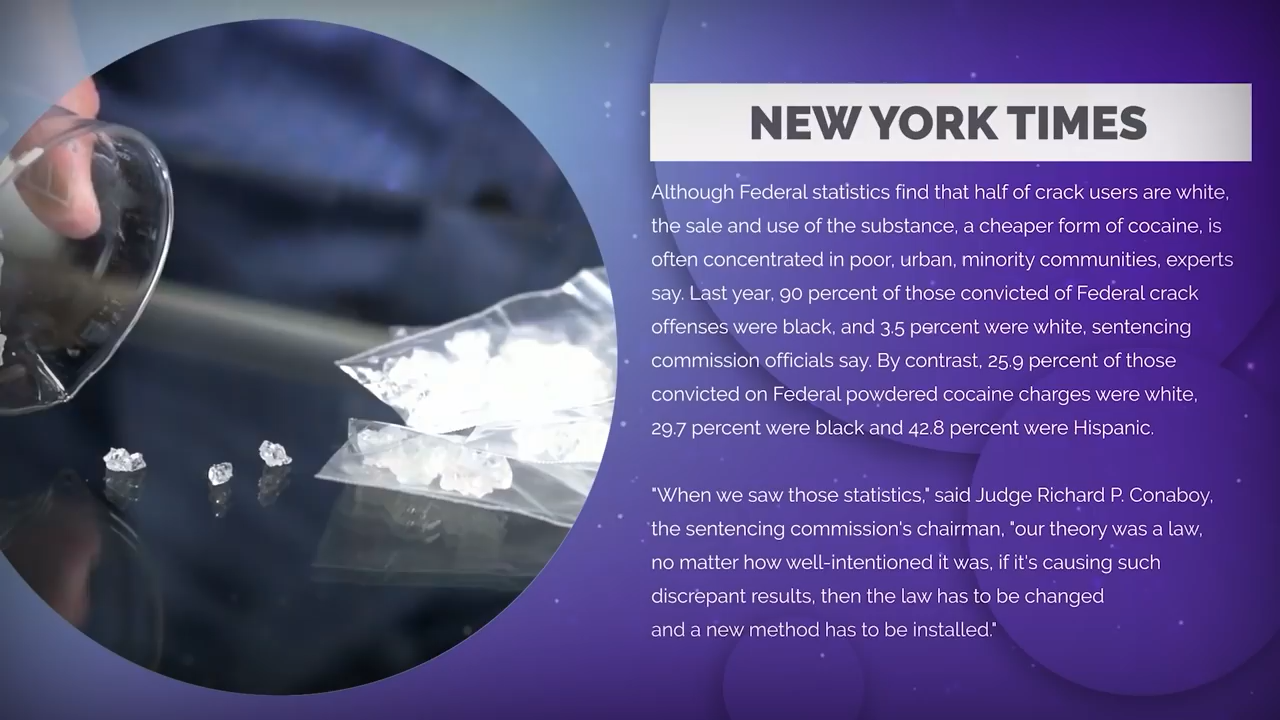 NEW YORK TIMES
Although Federal statistics find that half of crack users are white,
the sale and use of the substance, a cheaper form of cocaine, is
often concentrated in poor, urban, minority communities, experts
say. Last year, 90 percent of those convicted of Federal crack
offenses were black, and 3.5 percent were white, sentencing
commission officials say. By contrast, 25.9 percent of those
convicted on Federal powdered cocaine charges were white,
29.7 percent were black and 42.8 percent were Hispanic.
"When we saw those statistics," said Judge Richard P. Conaboy,
the sentencing commission's chairman, "our theory was a law,
no matter how well-intentioned it was, if it's causing such
discrepant results, then the law has to be changed
and a new method has to be installed."